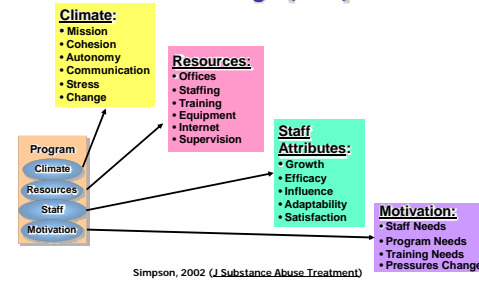 Climate:
• Mission
• Cohesion
• Autonomy
• Communication
• Stress
• Change
Resources:
• Offices
• Staffing
• Training
• Equipment
• Internet
• Supervision
Staff
Attributes:
• Growth
• Efficacy
• Influence
• Adaptability
• Satisfaction
Motivation:
• Staff Needs
• Program Needs
• Training Needs
• Pressures Change
Program
Climate
Resources
Staff
Motivation
Simpson, 2002 (J Substance Abuse Treatment)